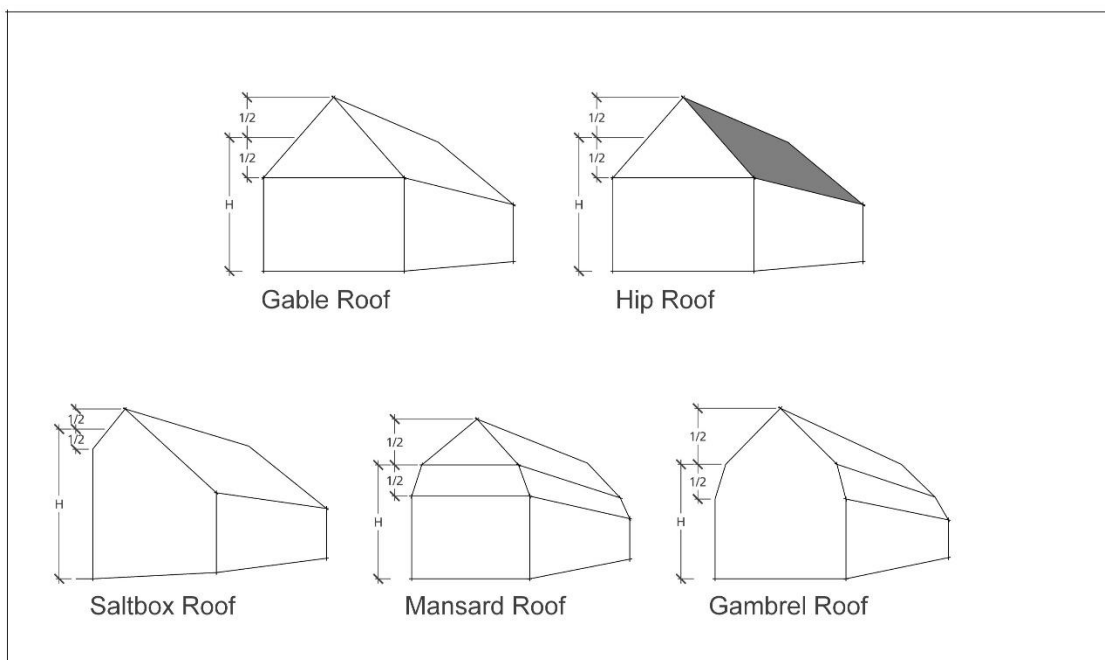 1/2
1/2
H
Gable Roof
1/2
1/2
H
Hip Roof
1/2
1/2
H
Saltbox Roof
1/2
1/2
H
Mansard Roof
1/2
1/2
H
Gambrel Roof